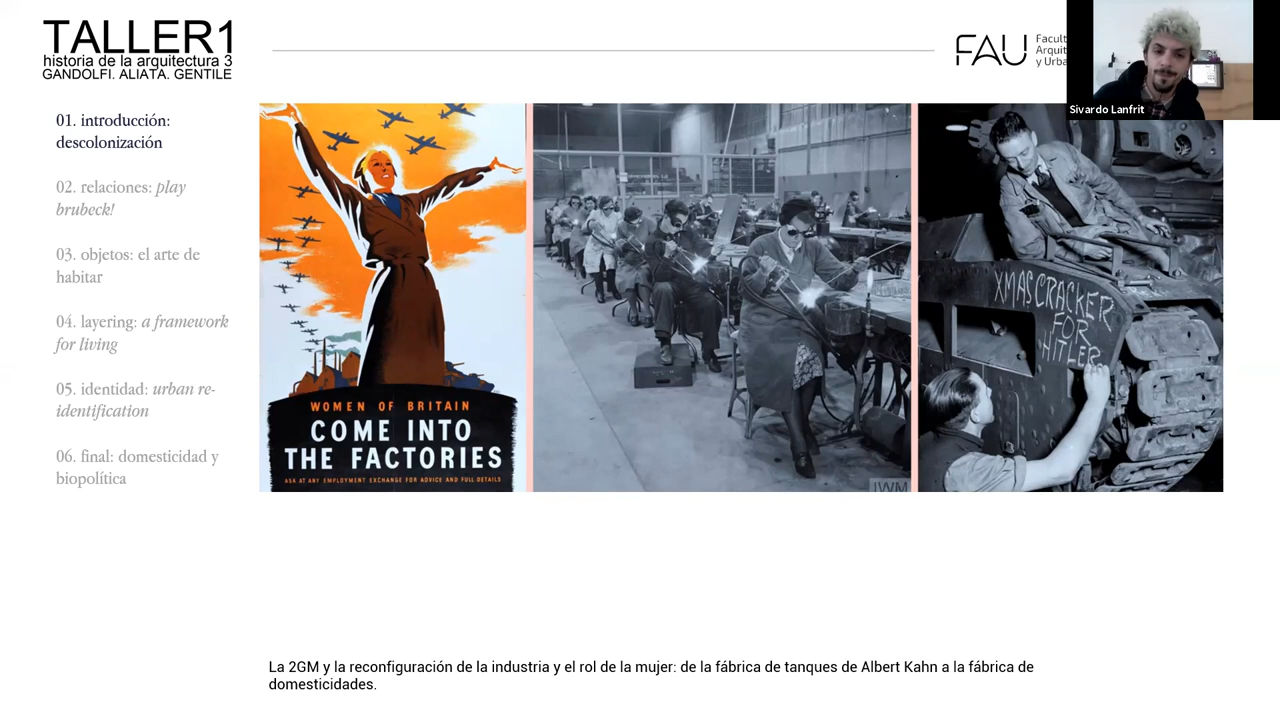 TALLER1
historia de la arquitectura 3
GANDOLFI. ALIATA. GENTILE
FAU
Facult
Arquit
y Urba
Sivardo Lanfrit
01. introducción:
descolonización
02. relaciones: play
brubeck!
03. objetos: el arte de
habitar
04. layering: a framework
for living
05. identidad: urban re-
identification
06. final: domesticidad y
biopolítica
WOMEN OF BRITAIN
COME INTO
THE FACTORIES
ASK AT ANY EMPLOYMENT EXCHANGE FOR ADVICE AND FULL DETAILS
IWM
XMAS CRACKER
FOR
HITLER
La 2GM y la reconfiguración de la industria y el rol de la mujer: de la fábrica de tanques de Albert Kahn a la fábrica de
domesticidades.